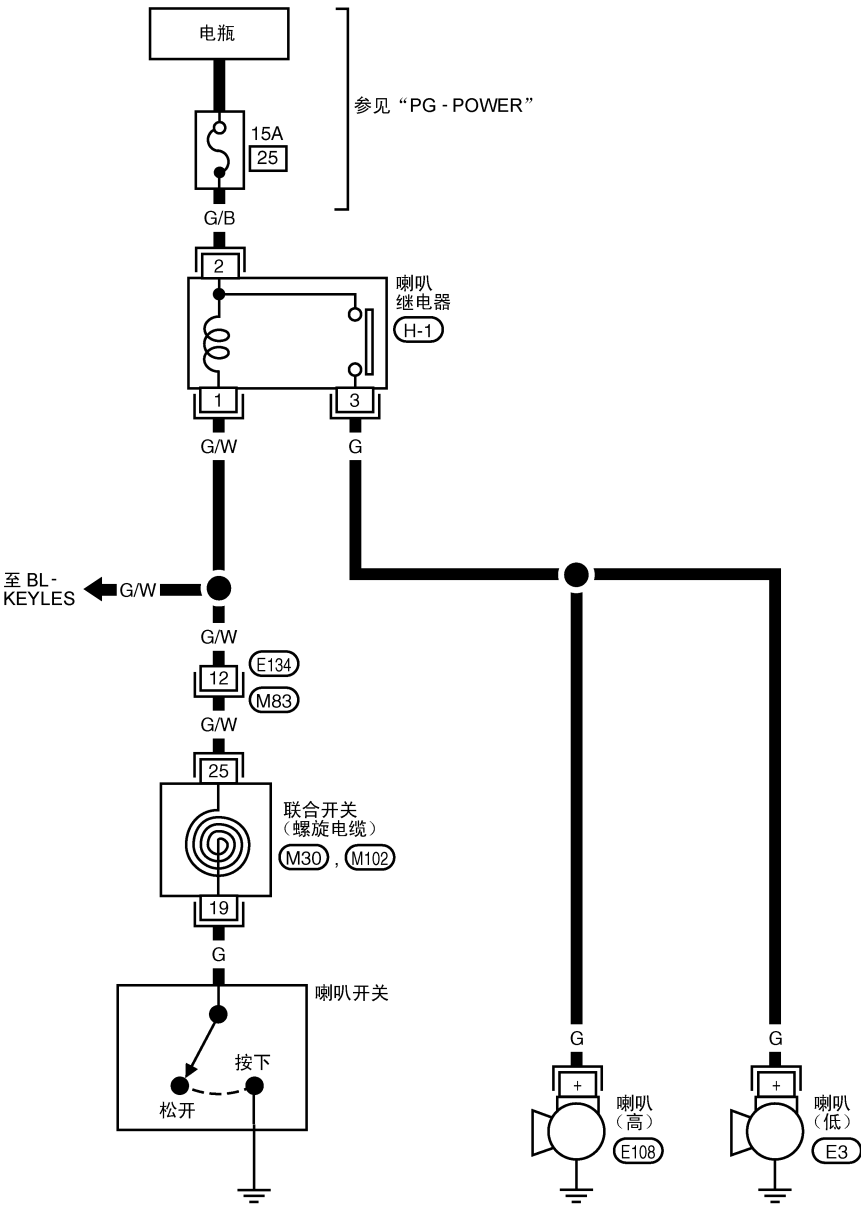 电瓶
参见“PG - POWER”
15A
25
G/B
2
喇叭
继电器
H-1
1
3
G/W
G
至 BL-
KEYLES
G/W
G/W
12
E134
M83
G/W
25
联合开关
（螺旋电缆）
M30 , M102
19
G
喇叭开关
按下
松开
G
G
+
+
喇叭
（高）
E108
喇叭
（低）
E3